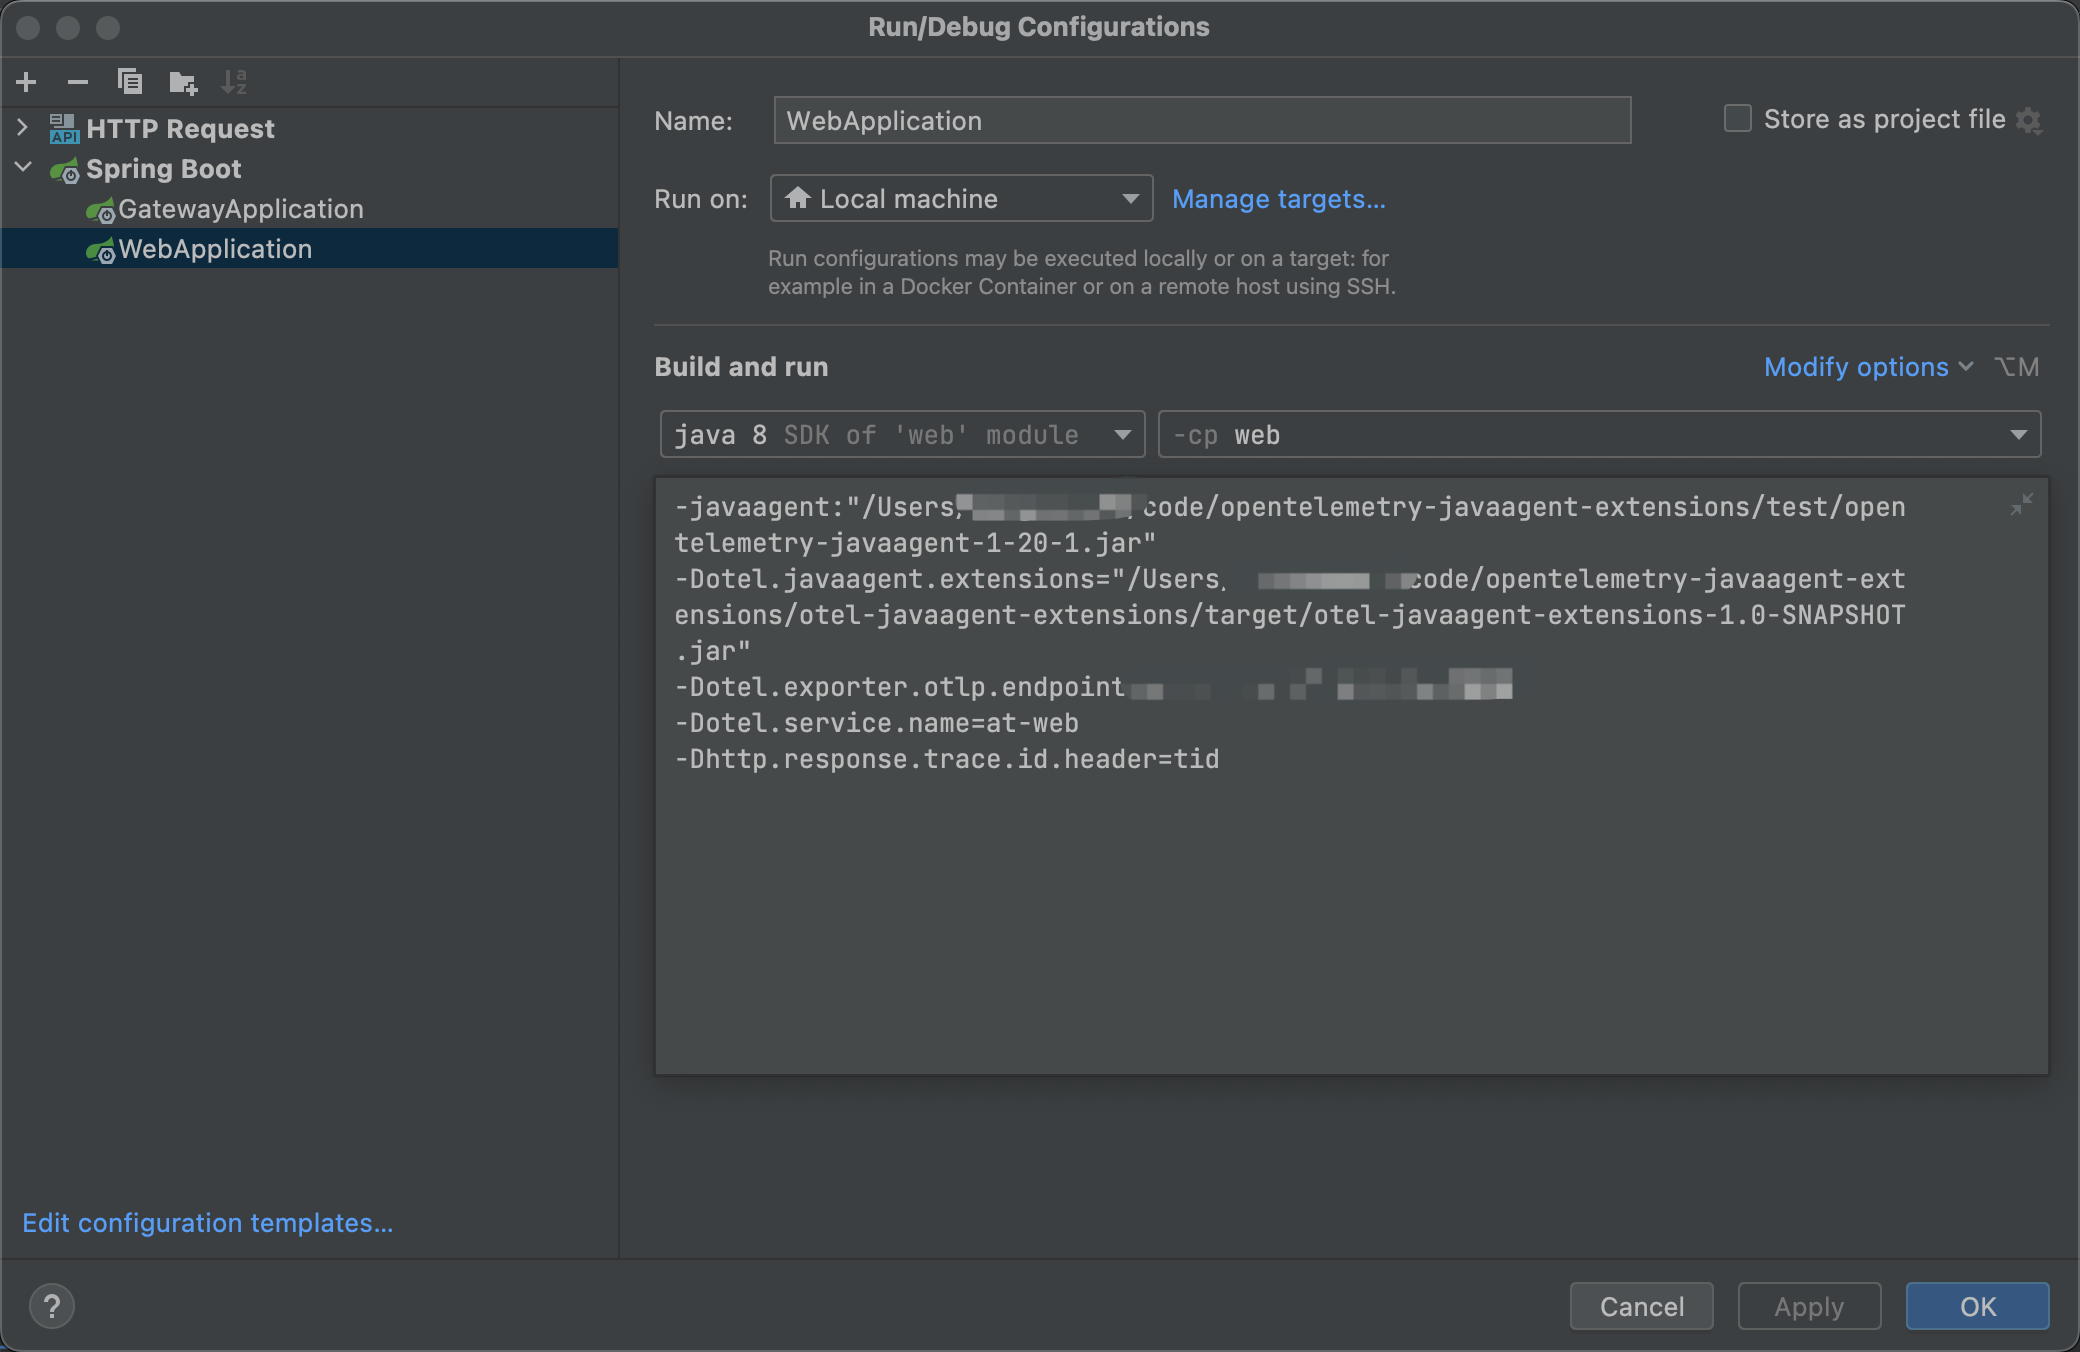 Run/Debug Configurations
HTTP Request
Spring Boot
GatewayApplication
WebApplication
Edit configuration templates...
Name: WebApplication
Store as project file
Run on: Local machine Manage targets...
Run configurations may be executed locally or on a target: for
example in a Docker Container or on a remote host using SSH.
Build and run
Modify options ⌥M
java 8 SDK of 'web' module
-cp web
-javaagent:"/Users/ code/opentelemetry-javaagent-extensions/test/open
telemetry-javaagent-1-20-1.jar"
-Dotel.javaagent.extensions="/Users code/opentelemetry-javaagent-ext
ensions/otel-javaagent-extensions/target/otel-javaagent-extensions-1.0-SNAPSHOT
.jar"
-Dotel.exporter.otlp.endpoint
-Dotel.service.name=at-web
-Dhttp.response.trace.id.header=tid
?
Cancel
Apply
OK